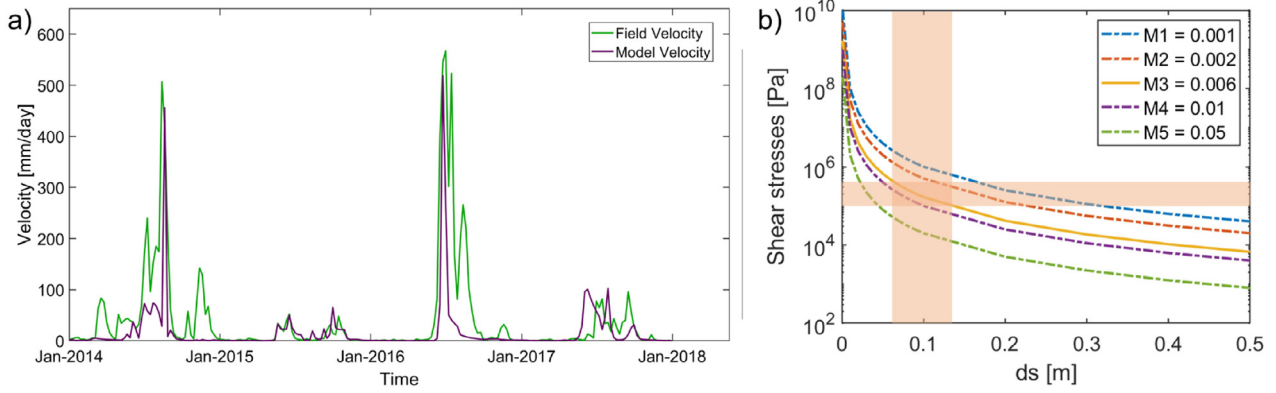 a)
Velocity [mm/day]
600
500
400
300
200
100
0
Field Velocity
Model Velocity
Jan-2014
Jan-2015
Jan-2016
Jan-2017
Jan-2018
Time
b)
Shear stresses [Pa]
10^10
10^8
10^6
10^4
10^2
M1 = 0.001
M2 = 0.002
M3 = 0.006
M4 = 0.01
M5 = 0.05
0
0.1
0.2
0.3
0.4
0.5
ds [m]